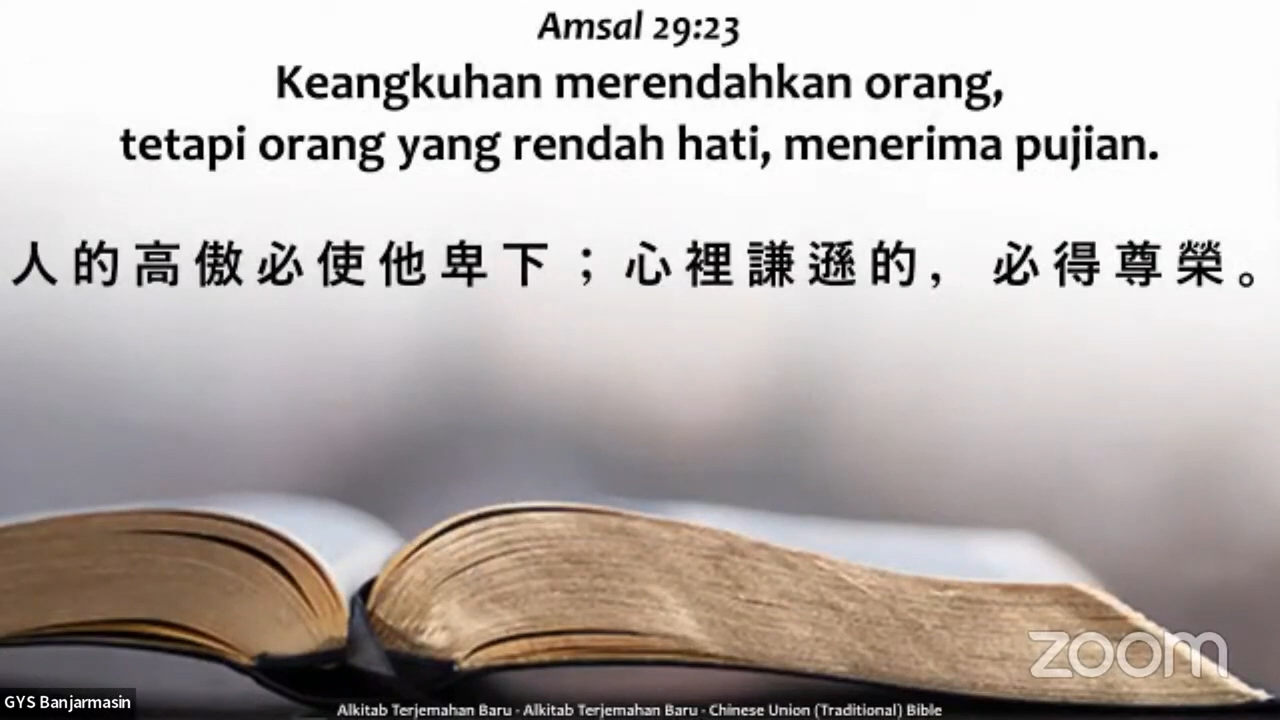 Amsal 29:23
Keangkuhan merendahkan orang,
tetapi orang yang rendah hati, menerima pujian.
人的高傲必使他卑下；心裡謙遜的，必得尊榮。
zoom
GYS Banjarmasin
Alkitab Terjemahan Baru - Alkitab Terjemahan Baru - Chinese Union (Traditional) Bible